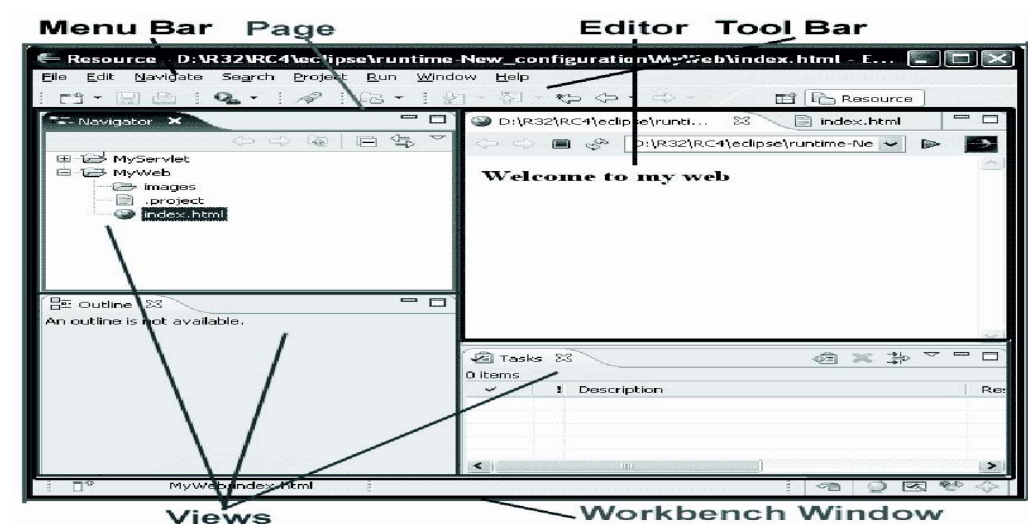 Menu Bar Page Editor Tool Bar
Resource - D:\R32\RC4\eclipse\runtime-New_configuration\MyWeb\index.html - E...
File Edit Navigate Search Project Run Window Help
Resource
Navigator
D:\R32\RC4\eclipse\runti... index.html
D:\R32\RC4\eclipse\runtime-Ne
MyServlet
MyWeb
images
.project
index.html
Welcome to my web
Outline
An outline is not available.
Tasks
0 items
! Description Re:
MyWeb/index.html
Views Workbench Window